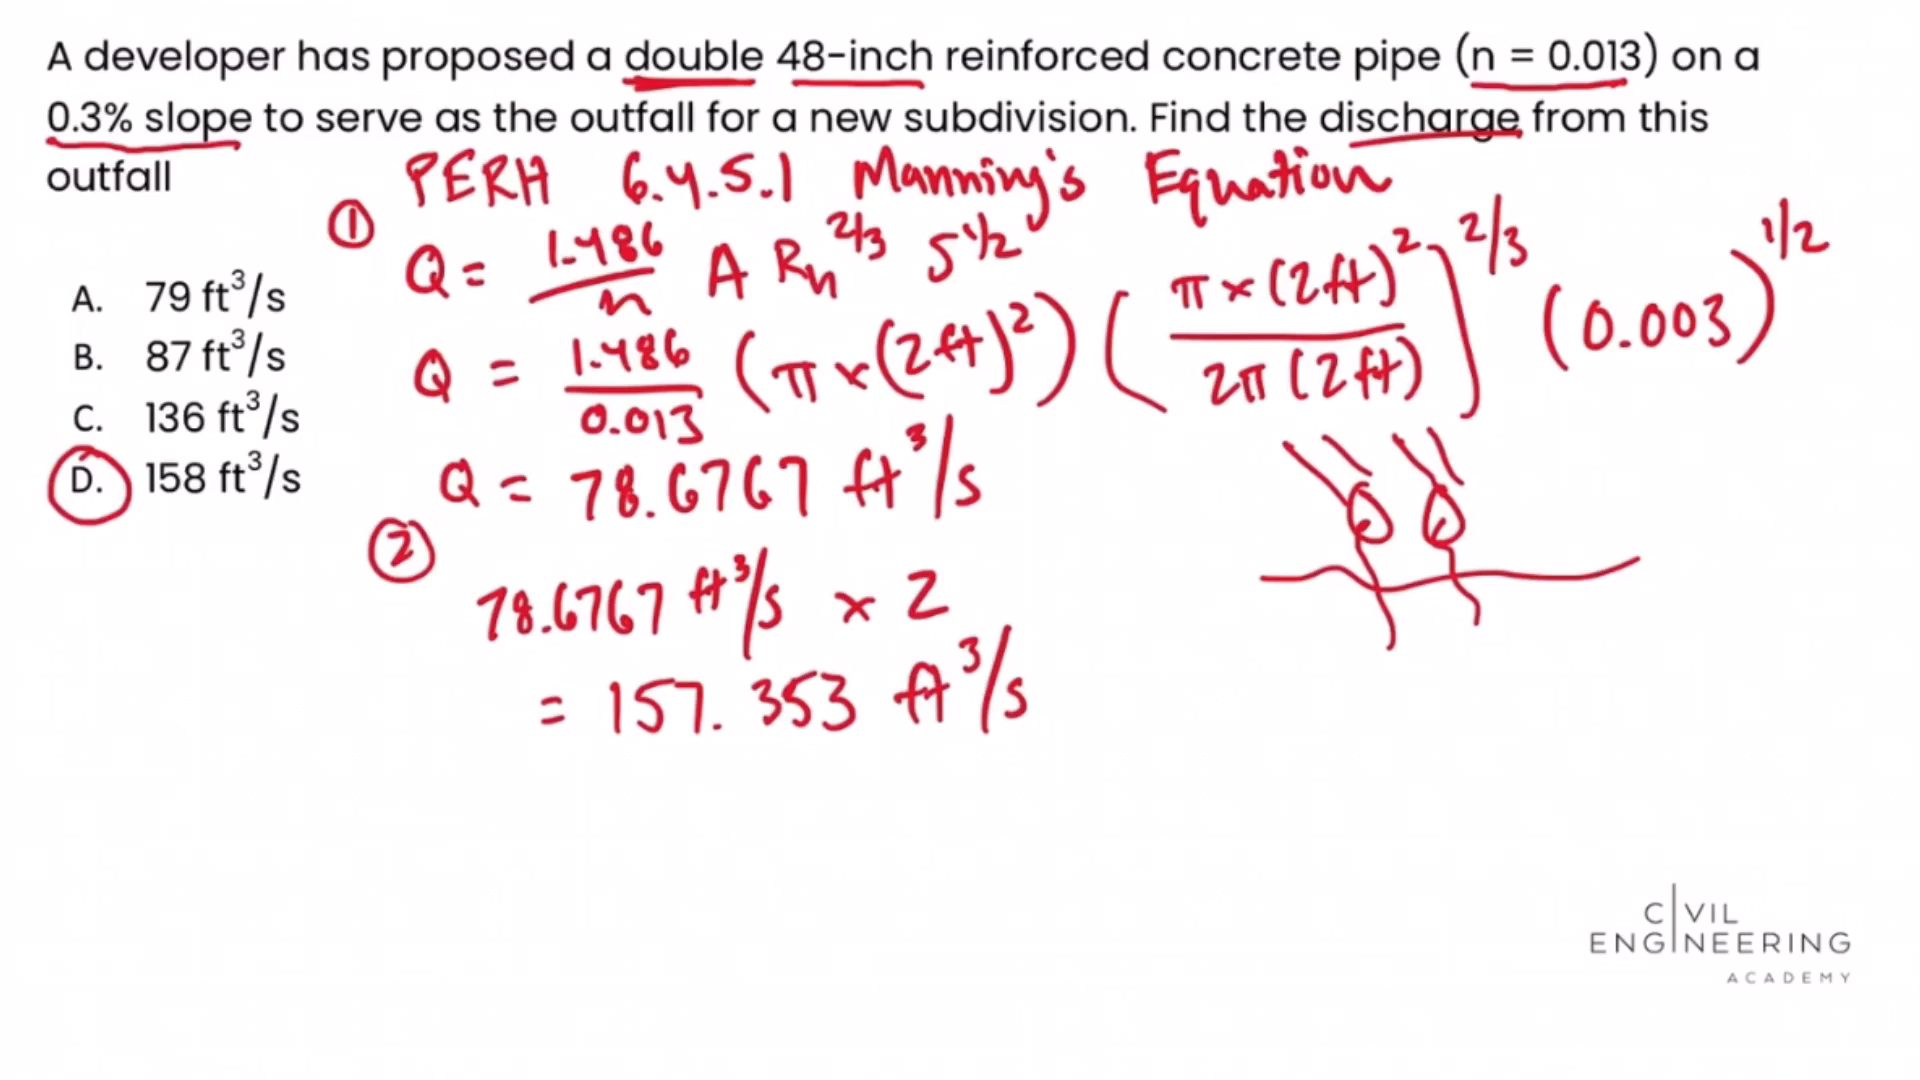 A developer has proposed a double 48-inch reinforced concrete pipe (n = 0.013) on a
0.3% slope to serve as the outfall for a new subdivision. Find the discharge from this
outfall
PERH 6.4.5.1 Manning's Equation
①
Q = 1.486/n A R_H^2/3 S^1/2
A. 79 ft³/s
B. 87 ft³/s
C. 136 ft³/s
D. 158 ft³/s
Q = 1.486/0.013 (π × (2ft)²) (π × (2ft)²/2π (2ft)]^2/3 (0.003)^1/2
Q = 78.6767 ft³/s
②
78.6767 ft³/s × 2
= 157.353 ft³/s
CIVIL
ENGINEERING
ACADEMY